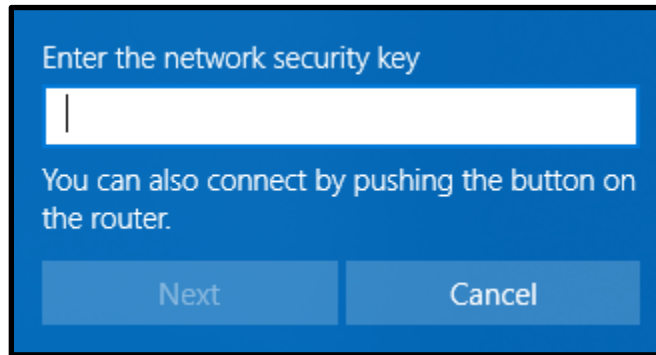 Enter the network security key
You can also connect by pushing the button on
the router.
Next
Cancel